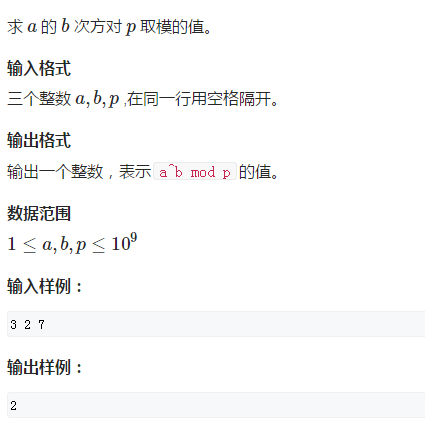 求 a 的 b 次方对 p 取模的值。
输入格式
三个整数 a, b, p ,在同一行用空格隔开。
输出格式
输出一个整数，表示 a^b mod p 的值。
数据范围
1 ≤ a, b, p ≤ 10⁹
输入样例：
3 2 7
输出样例：
2